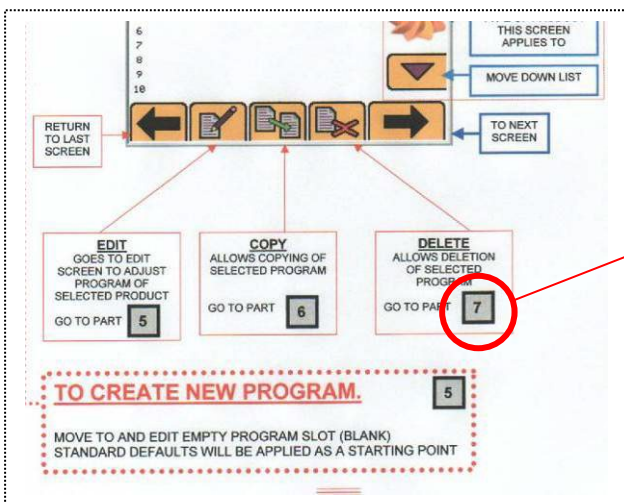 THIS SCREEN
APPLIES TO
6
7
8
9
10
MOVE DOWN LIST
RETURN
TO LAST
SCREEN
TO NEXT
SCREEN
EDIT
GOES TO EDIT
SCREEN TO ADJUST
PROGRAM OF
SELECTED PRODUCT
GO TO PART 5
COPY
ALLOWS COPYING OF
SELECTED PROGRAM
GO TO PART 6
DELETE
ALLOWS DELETION
OF SELECTED
PROGRAM
GO TO PART 7
TO CREATE NEW PROGRAM. 5
MOVE TO AND EDIT EMPTY PROGRAM SLOT (BLANK)
STANDARD DEFAULTS WILL BE APPLIED AS A STARTING POINT